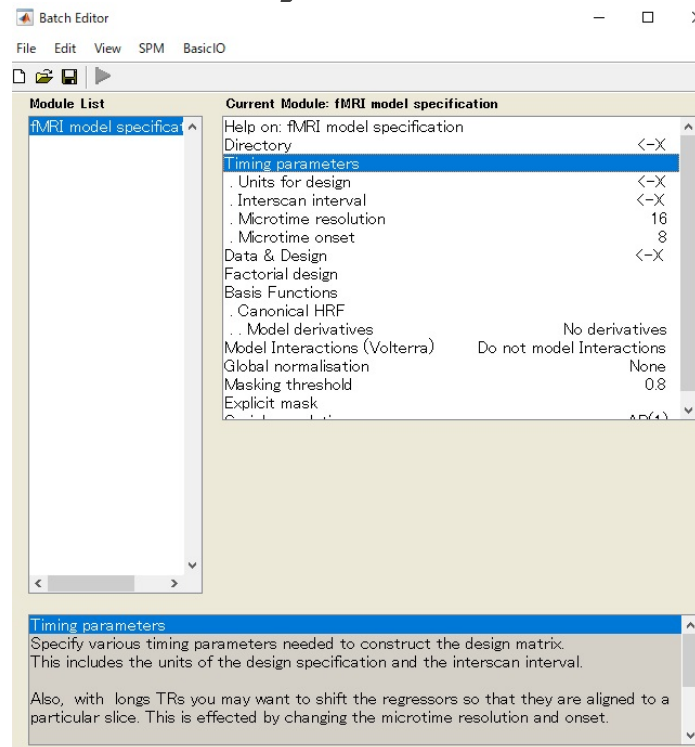 Batch Editor
File Edit View SPM BasicIO
Module List
fMRI model specificat
Current Module: fMRI model specification
Help on: fMRI model specification
Directory <-X
Timing parameters
. Units for design <-X
. Interscan interval <-X
. Microtime resolution 16
. Microtime onset 8
Data & Design <-X
Factorial design
Basis Functions
. Canonical HRF
. . Model derivatives No derivatives
Model Interactions (Volterra) Do not model Interactions
Global normalisation None
Masking threshold 0.8
Explicit mask
Timing parameters
Specify various timing parameters needed to construct the design matrix.
This includes the units of the design specification and the interscan interval.
Also, with longs TRs you may want to shift the regressors so that they are aligned to a
particular slice. This is effected by changing the microtime resolution and onset.